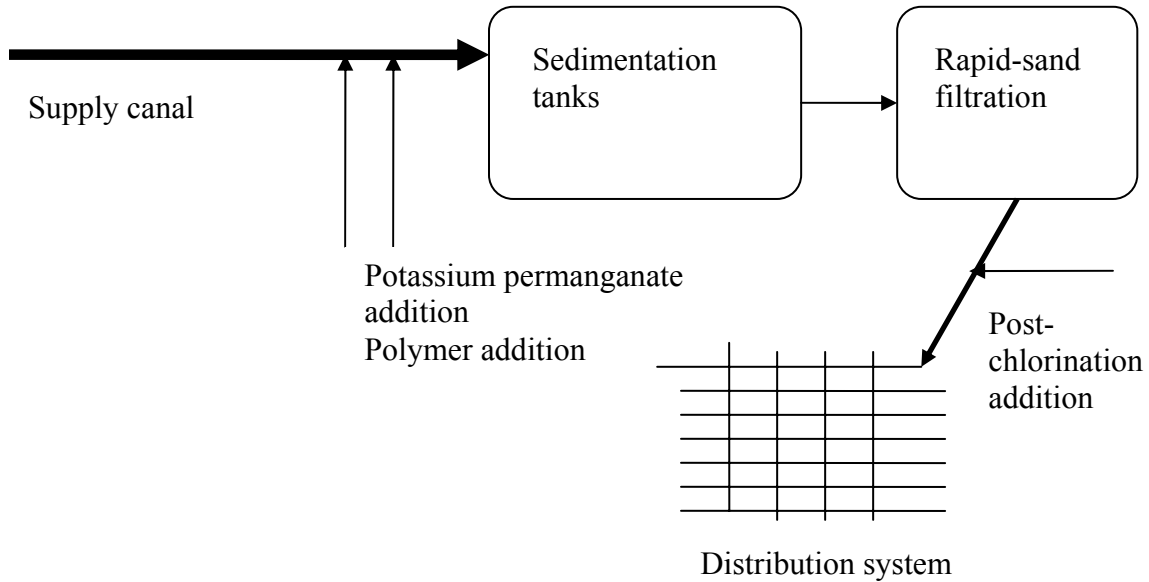 Supply canal
Sedimentation
tanks
Rapid-sand
filtration
Potassium permanganate
addition
Polymer addition
Post-
chlorination
addition
Distribution system